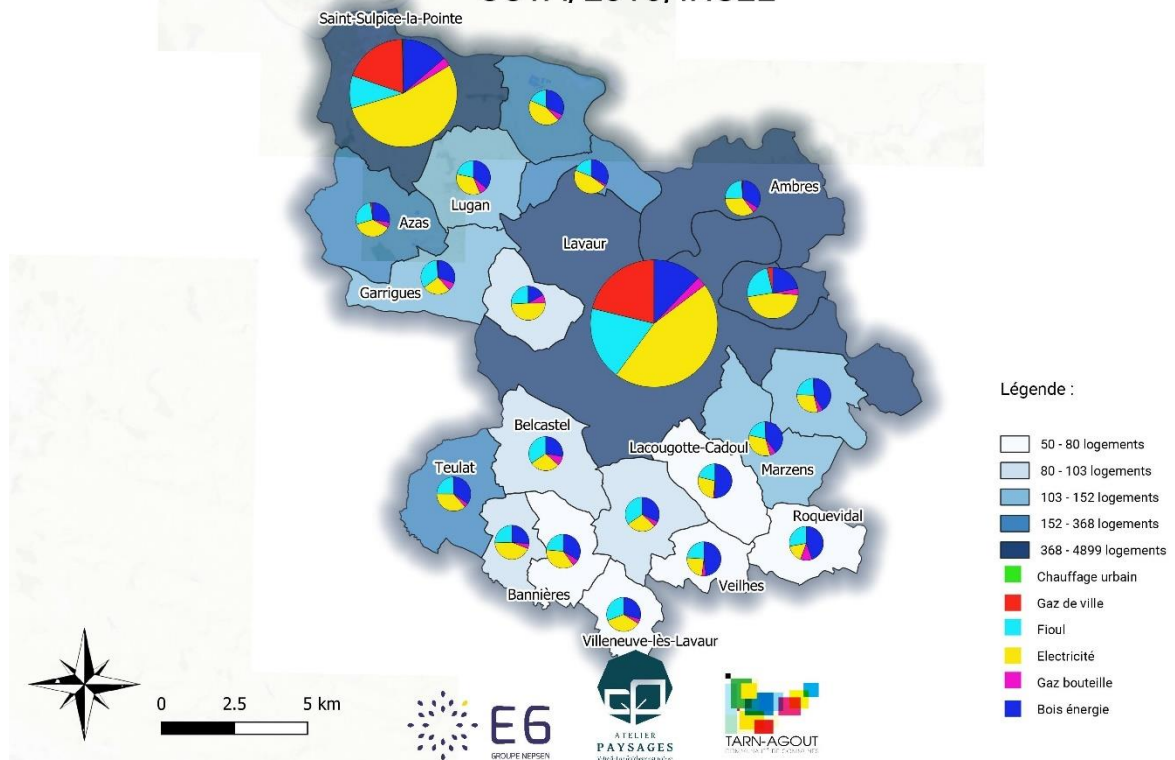 Saint-Sulpice-la-Pointe
Ambres
Lugan
Azas
Lavaur
Garrigues
Belcastel
Lacougotte-Cadoul
Teulat
Marzens
Roquevidal
Bannières
Veilhes
Villeneuve-lès-Lavaur
Légende :
50 - 80 logements
80 - 103 logements
103 - 152 logements
152 - 368 logements
368 - 4899 logements
Chauffage urbain
Gaz de ville
Fioul
Electricité
Gaz bouteille
Bois énergie
0 2.5 5 km
E6
GROUPE NEPSEN
ATELIER
PAYSAGES
TARN-AGOUT